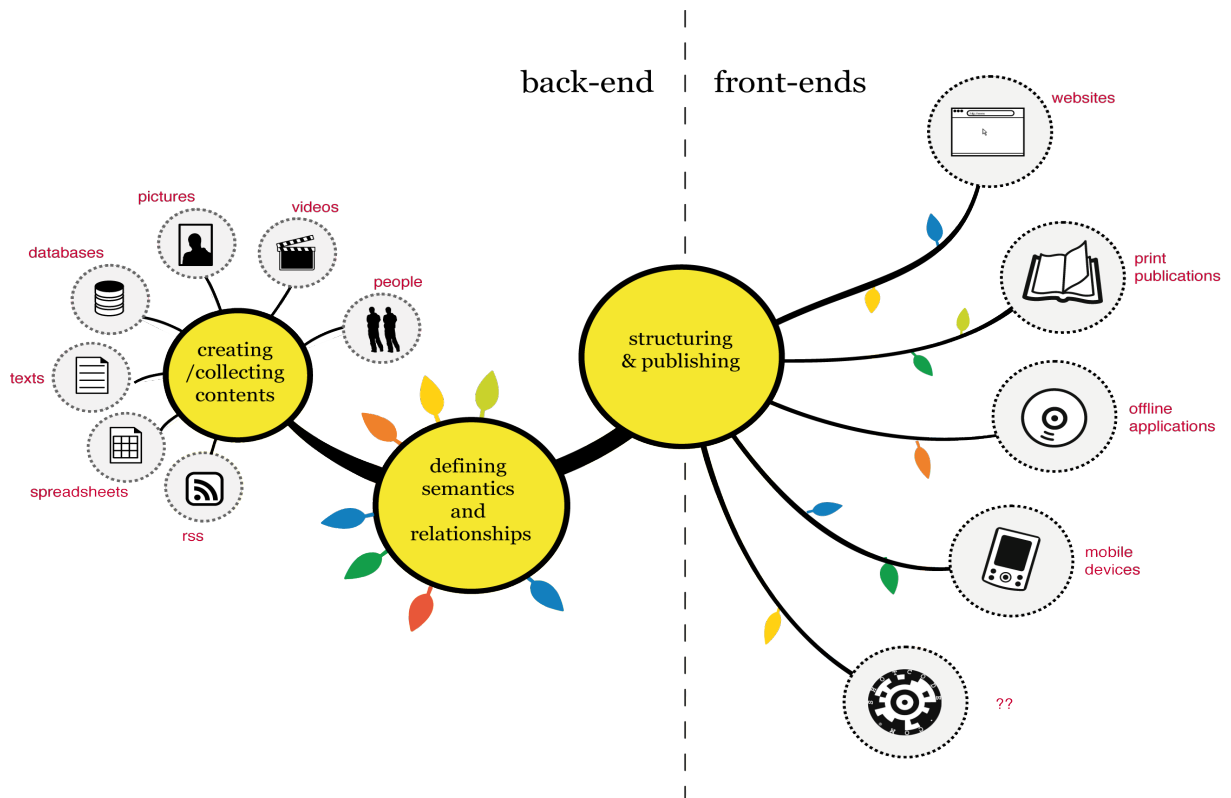 back-end
front-ends
websites
pictures
videos
databases
people
print
publications
creating
/collecting
contents
structuring
& publishing
texts
offline
applications
defining
semantics
and
relationships
spreadsheets
rss
mobile
devices
??